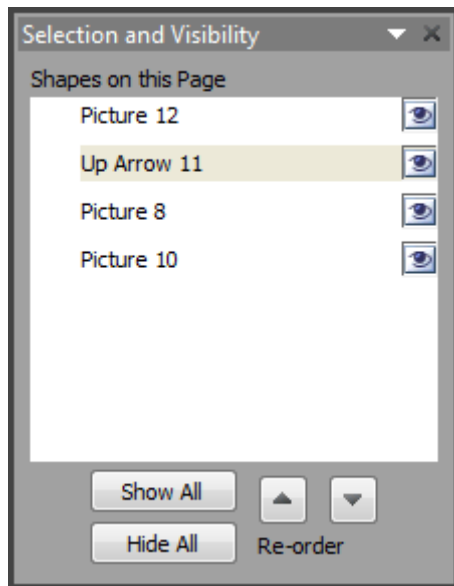 Selection and Visibility
Shapes on this Page
Picture 12
Up Arrow 11
Picture 8
Picture 10
Show All
Hide All
Re-order